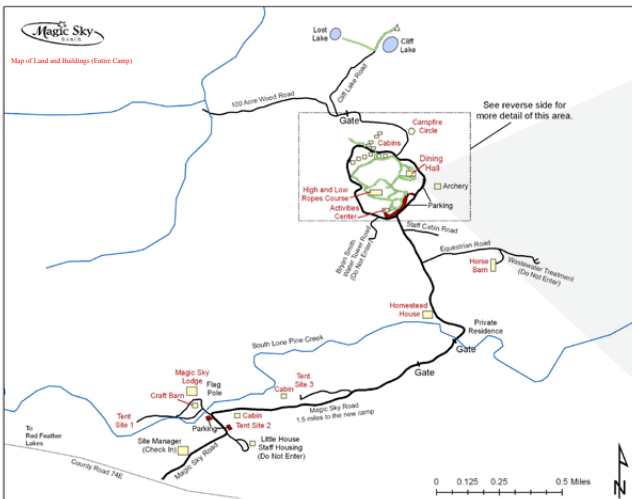 Magic Sky
Ranch
Map of Land and Buildings (Entire Camp)
Lost
Lake
Cliff
Lake
Cliff Lake Road
100 Acre Wood Road
Gate
See reverse side for
more detail of this area.
Campfire
Circle
Cabins
Dining
Hall
Archery
High and Low
Ropes Course
Parking
Activities
Center
Staff Cabin Road
Bryan Smith
Water Tower Road
(Do Not Enter)
Equestrian Road
Horse
Barn
Wastewater Treatment
(Do Not Enter)
Homestead
House
Private
Residence
South Lone Pine Creek
Gate
Gate
Magic Sky
Lodge
Flag
Pole
Tent
Site 3
Cabin
Craft Barn
Magic Sky Road
1.5 miles to the new camp
Tent
Site 1
Cabin
Parking
Tent Site 2
To
Red Feather
Lakes
Site Manager
(Check In)
Little House
Staff Housing
(Do Not Enter)
Magic Sky Road
County Road 74E
0 0.125 0.25 0.5 Miles
N